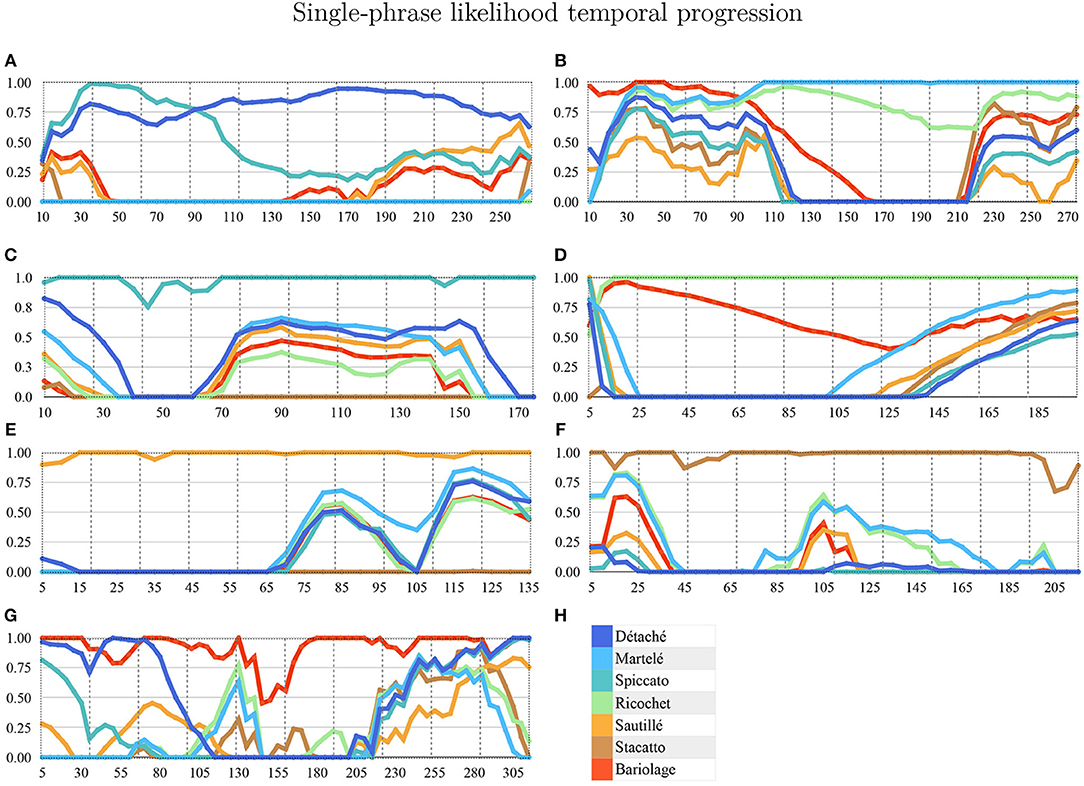 Single-phrase likelihood temporal progression
A
1.00
0.75
0.50
0.25
0.00
10 30 50 70 90 110 130 150 170 190 210 230 250
B
1.00
0.75
0.50
0.25
0.00
10 30 50 70 90 110 130 150 170 190 210 230 250 270
C
1.0
0.8
0.5
0.3
0.0
10 30 50 70 90 110 130 150 170
D
1.0
0.75
0.5
0.25
0.0
5 25 45 65 85 105 125 145 165 185
E
1.00
0.75
0.50
0.25
0.00
5 15 25 35 45 55 65 75 85 95 105 115 125 135
F
1.00
0.75
0.50
0.25
0.00
5 25 45 65 85 105 125 145 165 185 205
G
1.00
0.75
0.50
0.25
0.00
5 30 55 80 105 130 155 180 205 230 255 280 305
H
Détaché
Martelé
Spiccato
Ricochet
Sautillé
Stacatto
Bariolage